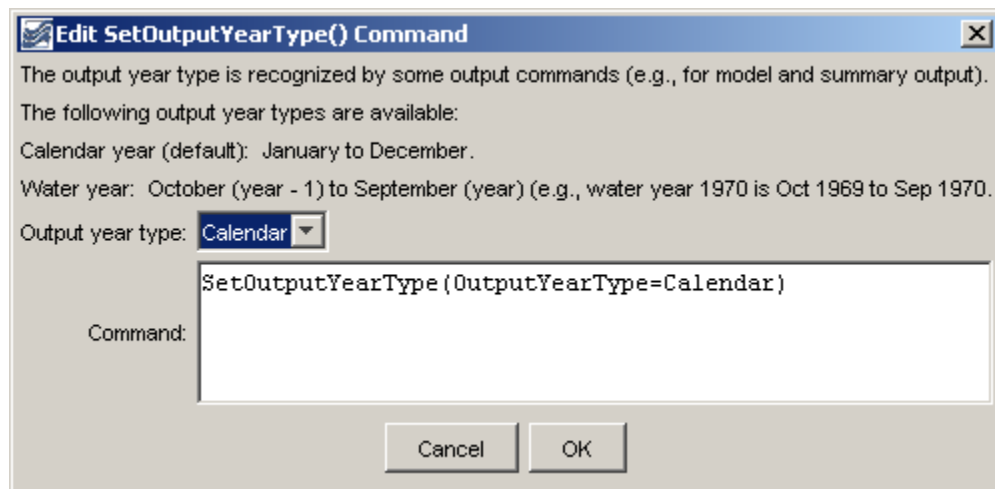 Edit SetOutputYearType() Command
The output year type is recognized by some output commands (e.g., for model and summary output).
The following output year types are available:
Calendar year (default):  January to December.
Water year:  October (year - 1) to September (year) (e.g., water year 1970 is Oct 1969 to Sep 1970.
Output year type: Calendar
SetOutputYearType(OutputYearType=Calendar)
Command:
Cancel OK